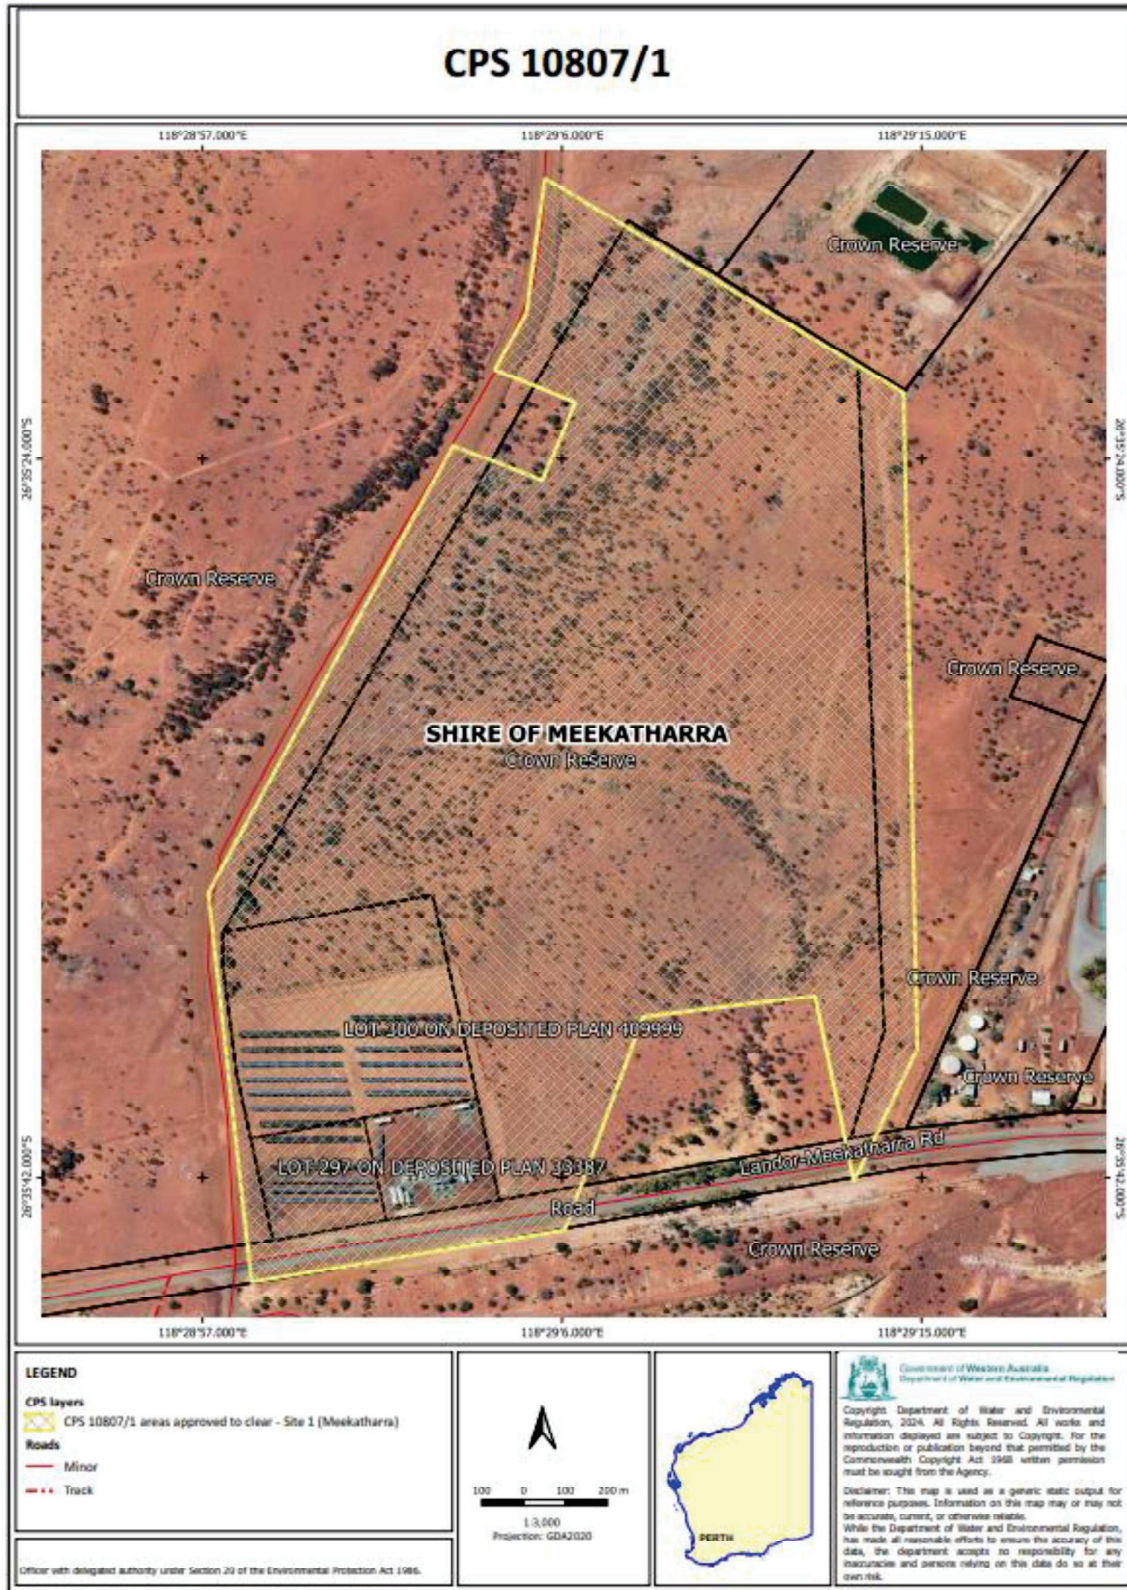 CPS 10807/1
118°28'57.000"E
118°29'6.000"E
118°29'15.000"E
Crown Reserve
26°35'24.000"S
26°35'24.000"S
Crown Reserve
Crown Reserve
SHIRE OF MEEKATHARRA
Crown Reserve
Crown Reserve
LOT 300 ON DEPOSITED PLAN 409999
Crown Reserve
26°35'42.000"S
26°35'42.000"S
Landor-Meekatharra Rd
LOT 297 ON DEPOSITED PLAN 33387
Road
Crown Reserve
118°28'57.000"E
118°29'6.000"E
118°29'15.000"E
LEGEND
CPS layers
CPS 10807/1 areas approved to clear - Site 1 (Meekatharra)
Roads
Minor
Track
Officer with delegated authority under Section 20 of the Environmental Protection Act 1986.
100 0 100 200 m
1:3,000
Projection: GDA2020
PERTH
Government of Western Australia
Department of Water and Environmental Regulation
Copyright Department of Water and Environmental
Regulation, 2024. All Rights Reserved. All works and
information displayed are subject to Copyright. For the
reproduction or publication beyond that permitted by the
Commonwealth Copyright Act 1968 written permission
must be sought from the Agency.
Disclaimer: This map is used as a generic static output for
reference purposes. Information on this map may or may not
be accurate, current, or otherwise reliable.
While the Department of Water and Environmental Regulation,
has made all reasonable efforts to ensure the accuracy of this
data, the department accepts no responsibility for any
inaccuracies and persons relying on this data do so at their
own risk.